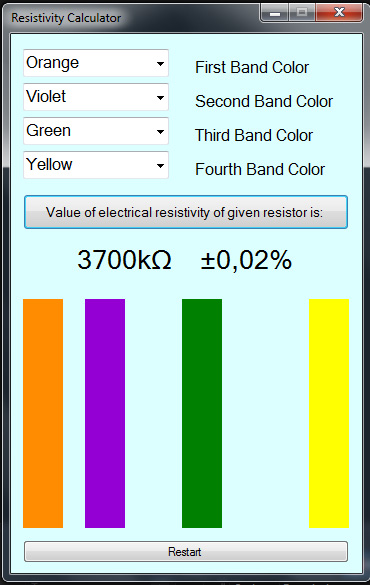 Resistivity Calculator
Orange First Band Color
Violet Second Band Color
Green Third Band Color
Yellow Fourth Band Color
Value of electrical resistivity of given resistor is:
3700kΩ ±0,02%
Restart